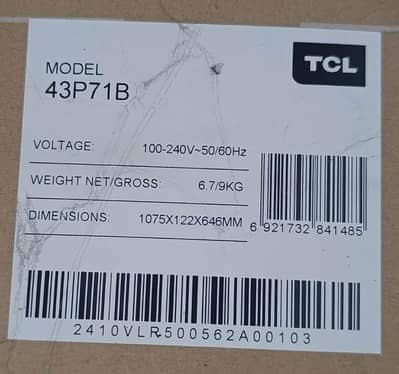 TCL
MODEL
43P71B
VOLTAGE: 100-240V~50/60Hz
WEIGHT NET/GROSS: 6.7/9KG
DIMENSIONS: 1075X122X646MM
6 921732 841485
2410VLR500562A00103